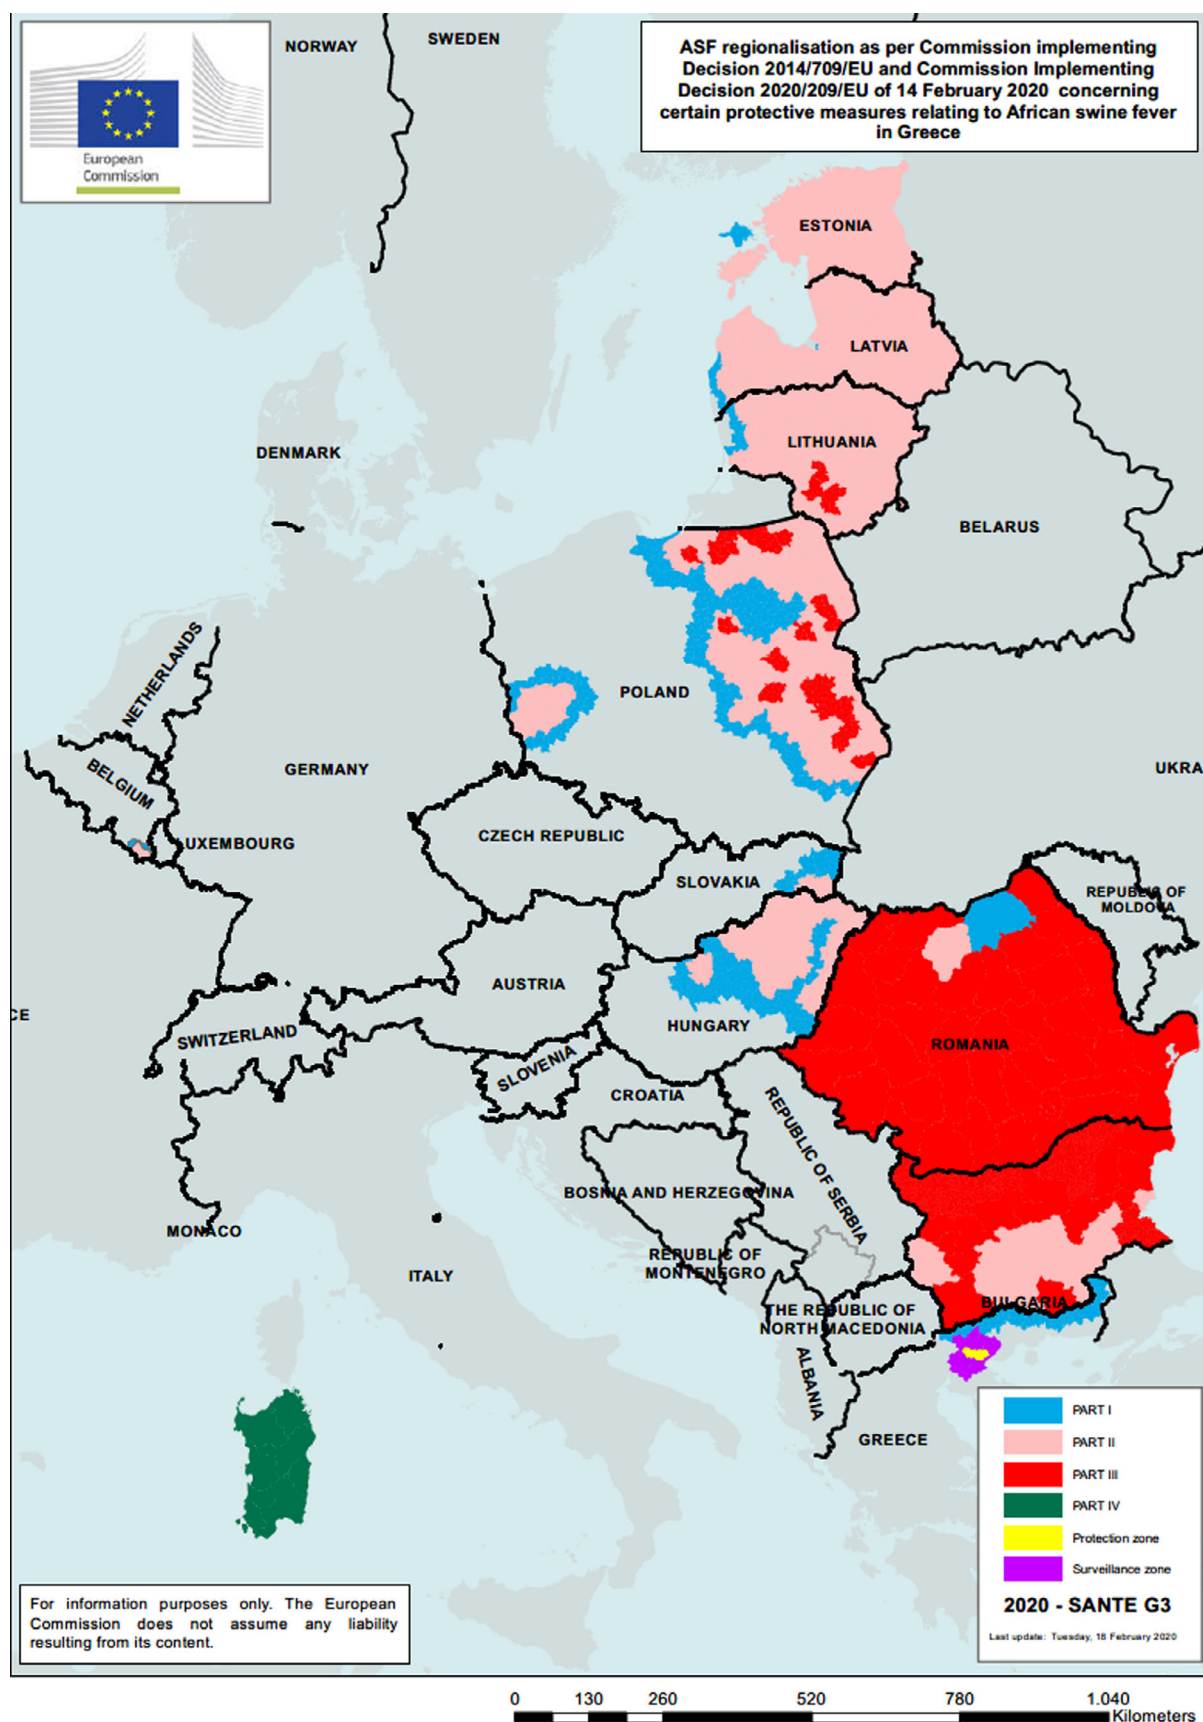 European
Commission
NORWAY
SWEDEN
ASF regionalisation as per Commission implementing
Decision 2014/709/EU and Commission Implementing
Decision 2020/209/EU of 14 February 2020 concerning
certain protective measures relating to African swine fever
in Greece
ESTONIA
LATVIA
LITHUANIA
DENMARK
BELARUS
NETHERLANDS
POLAND
BELGIUM
GERMANY
UKRA
LUXEMBOURG
CZECH REPUBLIC
SLOVAKIA
REPUBLIC OF
MOLDOVA
AUSTRIA
CE
SWITZERLAND
HUNGARY
ROMANIA
SLOVENIA
CROATIA
REPUBLIC OF SERBIA
BOSNIA AND HERZEGOVINA
MONACO
REPUBLIC OF
MONTENEGRO
ITALY
BULGARIA
THE REPUBLIC OF
NORTH MACEDONIA
ALBANIA
GREECE
PART I
PART II
PART III
PART IV
Protection zone
Surveillance zone
2020 - SANTE G3
Last update: Tuesday, 18 February 2020
For information purposes only. The European
Commission does not assume any liability
resulting from its content.
0 130 260 520 780 1.040
Kilometers